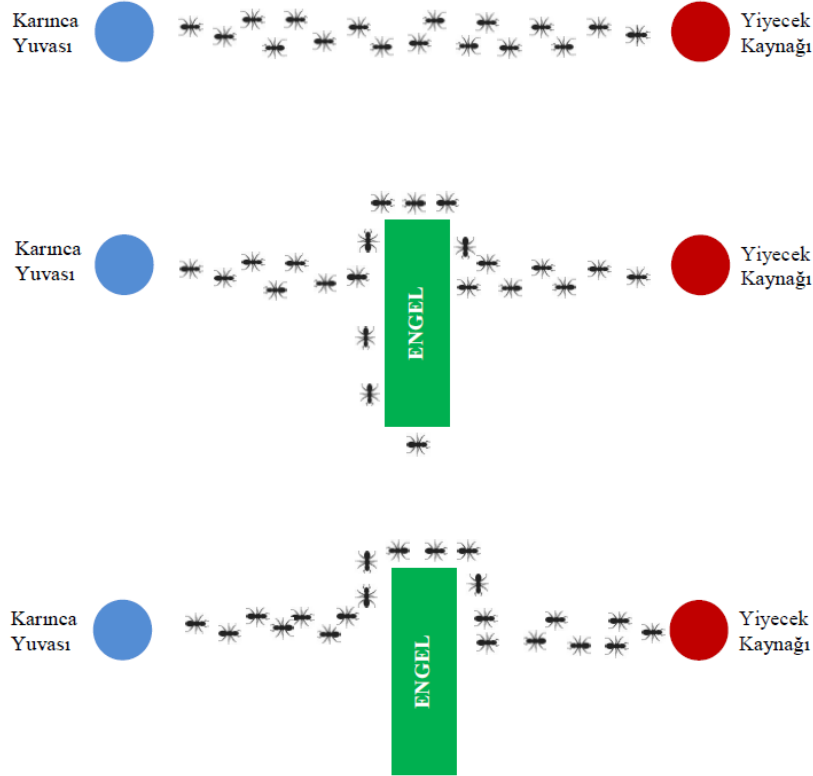 Karınca
Yuvası
Yiyecek
Kaynağı
Karınca
Yuvası
ENGEL
Yiyecek
Kaynağı
Karınca
Yuvası
ENGEL
Yiyecek
Kaynağı